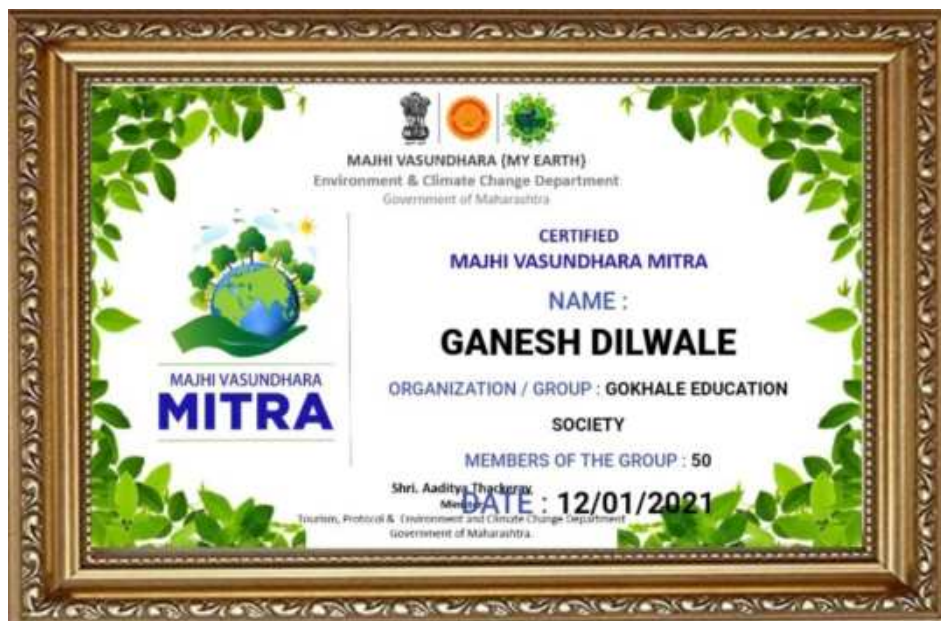 MAJHI VASUNDHARA (MY EARTH)
Environment & Climate Change Department
Government of Maharashtra
MAJHI VASUNDHARA
MITRA
CERTIFIED
MAJHI VASUNDHARA MITRA
NAME :
GANESH DILWALE
ORGANIZATION / GROUP : GOKHALE EDUCATION
SOCIETY
MEMBERS OF THE GROUP : 50
DATE : 12/01/2021
Shri. Aaditya Thackeray
Tourism, Protocol & Environment and Climate Change Department
Government of Maharashtra.